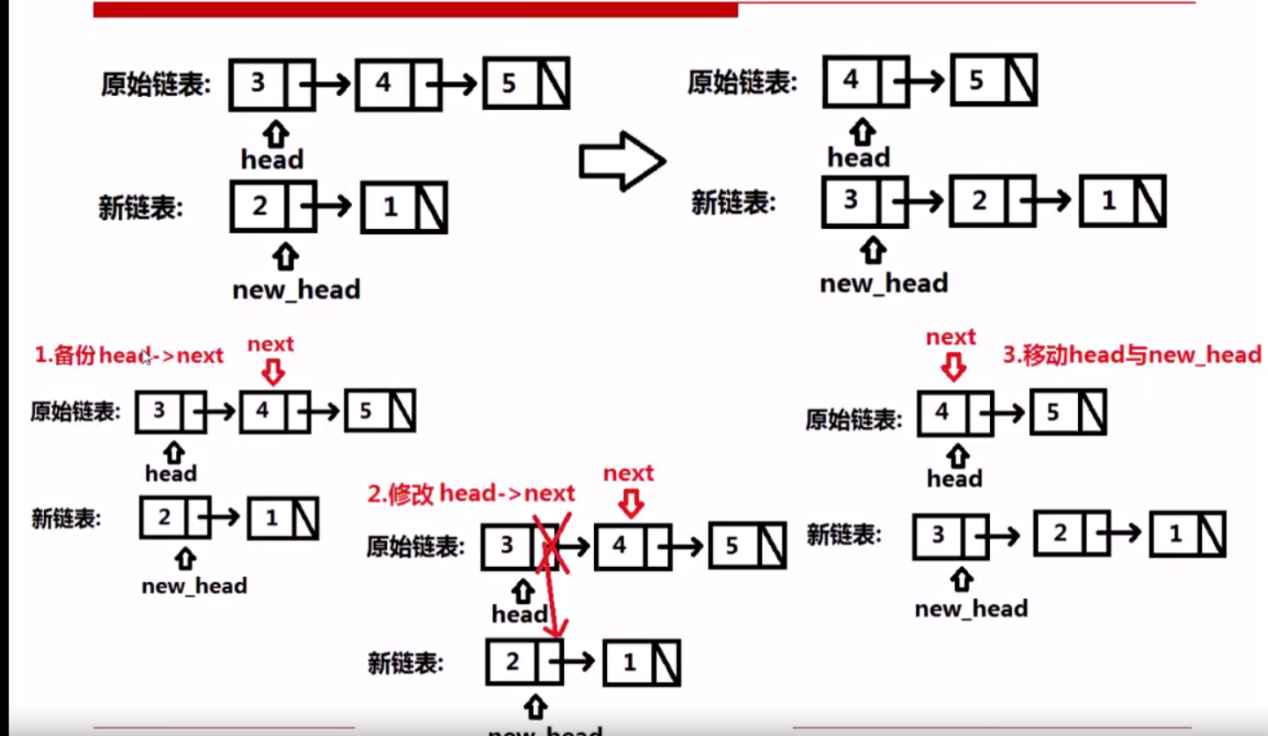 原始链表: 3 4 5
head
新链表: 2 1
new_head
原始链表: 4 5
head
新链表: 3 2 1
new_head
1.备份head->next
next
原始链表: 3 4 5
head
新链表: 2 1
new_head
2.修改 head->next
next
原始链表: 3 4 5
head
新链表: 2 1
new_head
next
3.移动head与new_head
原始链表: 4 5
head
新链表: 3 2 1
new_head